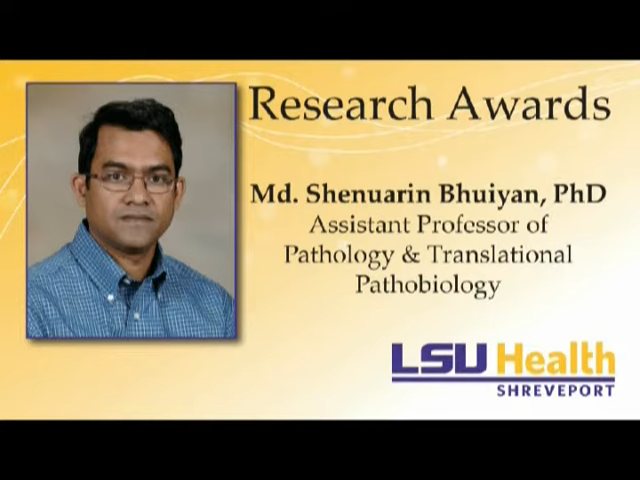 Research Awards
Md. Shenuarin Bhuiyan, PhD
Assistant Professor of
Pathology & Translational
Pathobiology
LSU Health
SHREVEPORT